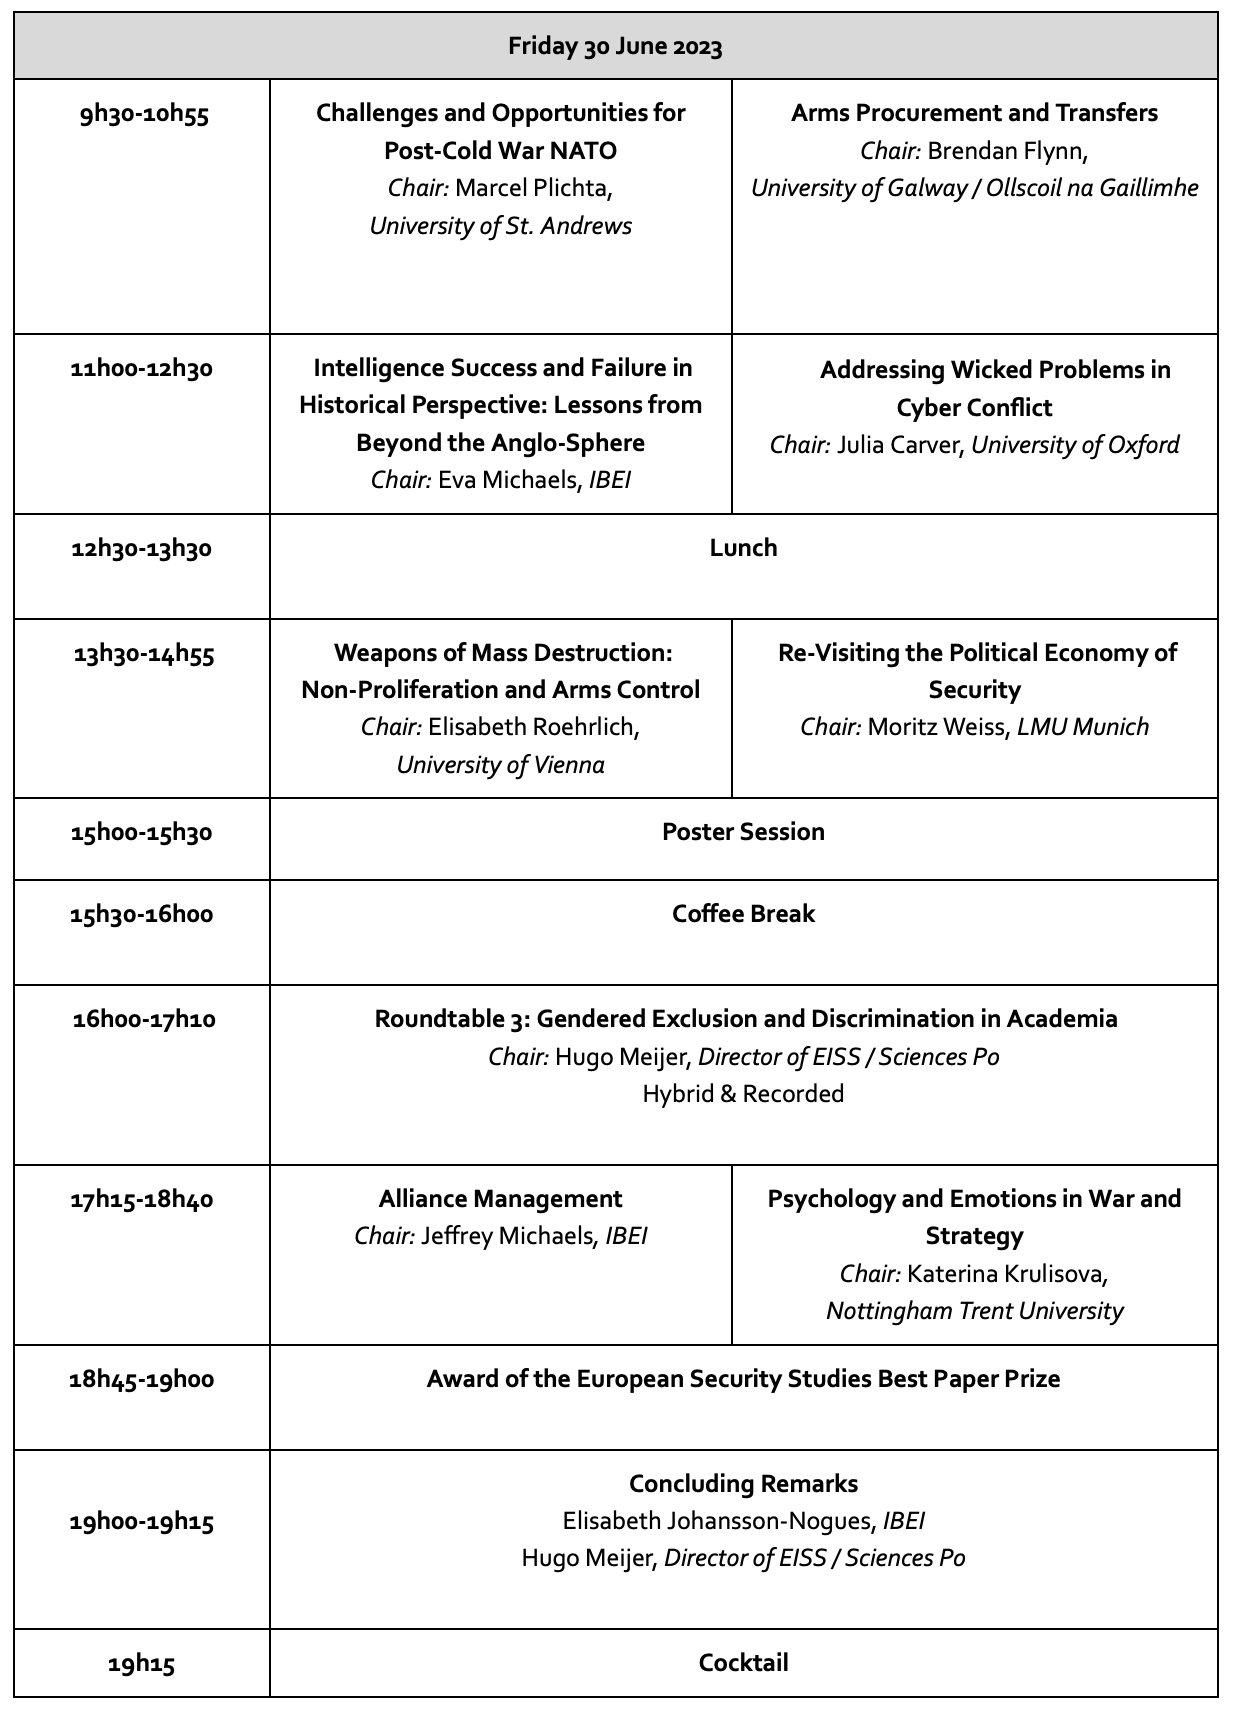 Friday 30 June 2023
9h30-10h55
Challenges and Opportunities for
Post-Cold War NATO
Chair: Marcel Plichta,
University of St. Andrews
Arms Procurement and Transfers
Chair: Brendan Flynn,
University of Galway / Ollscoil na Gaillimhe
11h00-12h30
Intelligence Success and Failure in
Historical Perspective: Lessons from
Beyond the Anglo-Sphere
Chair: Eva Michaels, IBEI
Addressing Wicked Problems in
Cyber Conflict
Chair: Julia Carver, University of Oxford
12h30-13h30
Lunch
13h30-14h55
Weapons of Mass Destruction:
Non-Proliferation and Arms Control
Chair: Elisabeth Roehrlich,
University of Vienna
Re-Visiting the Political Economy of
Security
Chair: Moritz Weiss, LMU Munich
15h00-15h30
Poster Session
15h30-16h00
Coffee Break
16h00-17h10
Roundtable 3: Gendered Exclusion and Discrimination in Academia
Chair: Hugo Meijer, Director of EISS / Sciences Po
Hybrid & Recorded
17h15-18h40
Alliance Management
Chair: Jeffrey Michaels, IBEI
Psychology and Emotions in War and
Strategy
Chair: Katerina Krulisova,
Nottingham Trent University
18h45-19h00
Award of the European Security Studies Best Paper Prize
19h00-19h15
Concluding Remarks
Elisabeth Johansson-Nogues, IBEI
Hugo Meijer, Director of EISS / Sciences Po
19h15
Cocktail